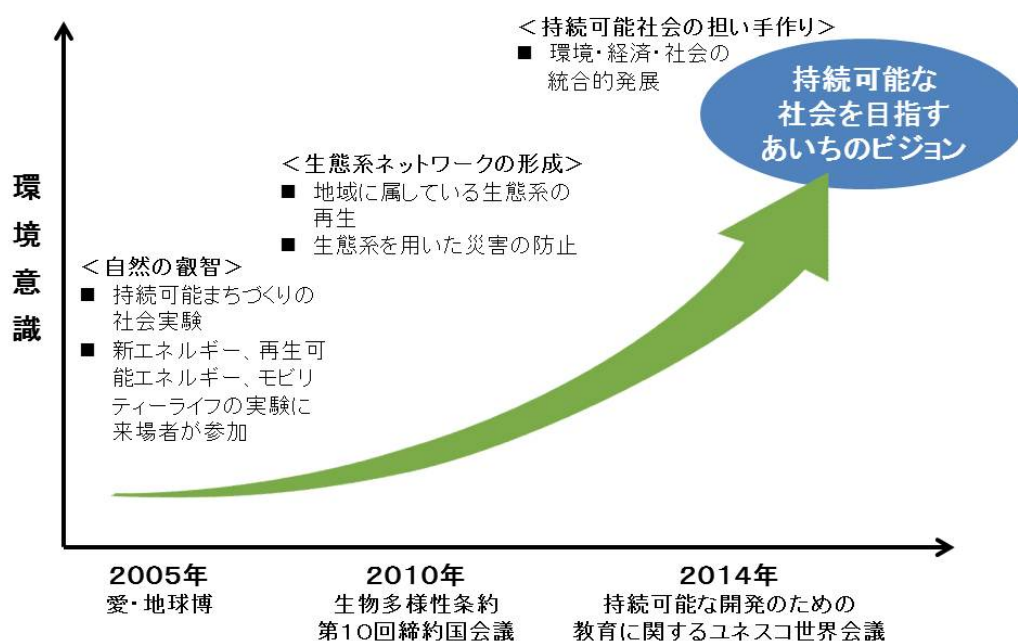 環境意識
<持続可能社会の担い手作り>
■ 環境・経済・社会の
統合的発展
持続可能な
社会を目指す
あいちのビジョン
<生態系ネットワークの形成>
■ 地域に属している生態系の
再生
■ 生態系を用いた災害の防止
<自然の叡智>
■ 持続可能まちづくりの
社会実験
■ 新エネルギー、再生可
能エネルギー、モビリ
ティーライフの実験に
来場者が参加
2005年
愛・地球博
2010年
生物多様性条約
第10回締約国会議
2014年
持続可能な開発のための
教育に関するユネスコ世界会議